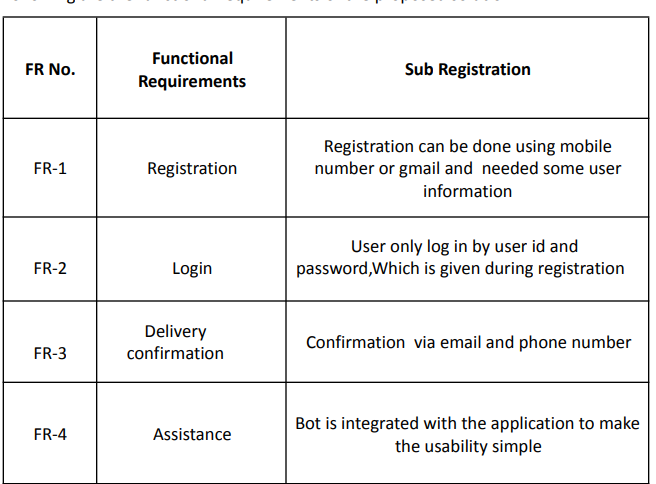 FR No.
Functional
Requirements
Sub Registration
FR-1
Registration
Registration can be done using mobile
number or gmail and  needed some user
information
FR-2
Login
User only log in by user id and
password,Which is given during registration
FR-3
Delivery
confirmation
Confirmation  via email and phone number
FR-4
Assistance
Bot is integrated with the application to make
the usability simple